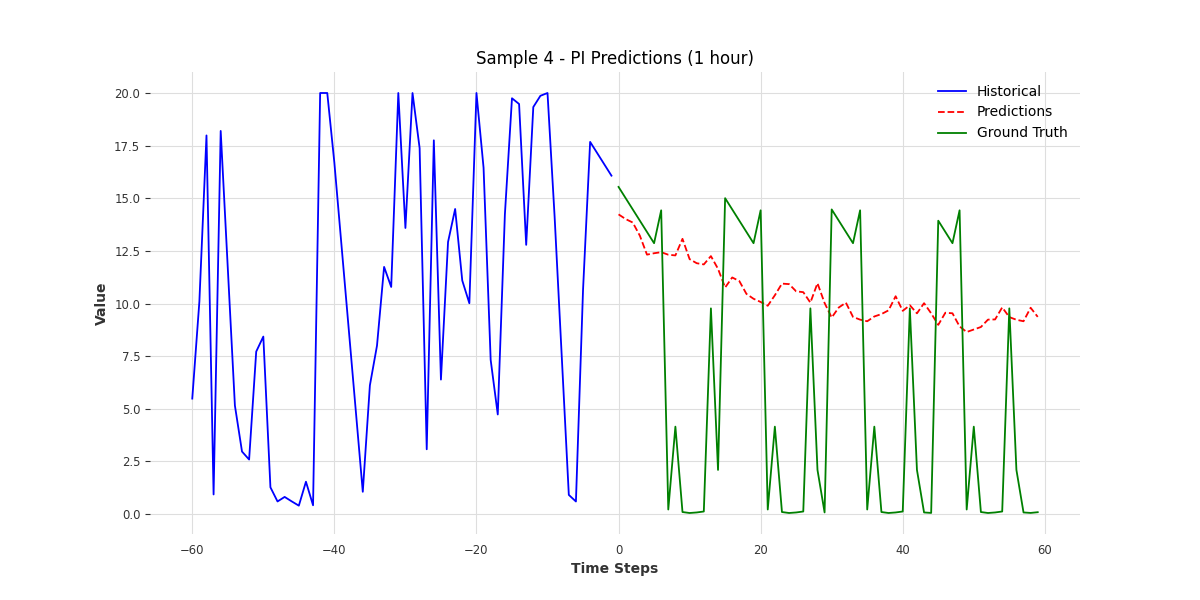 Sample 4 - PI Predictions (1 hour)
Historical
Predictions
Ground Truth
20.0
17.5
15.0
12.5
10.0
7.5
5.0
2.5
0.0
Value
−60
−40
−20
0
20
40
60
Time Steps